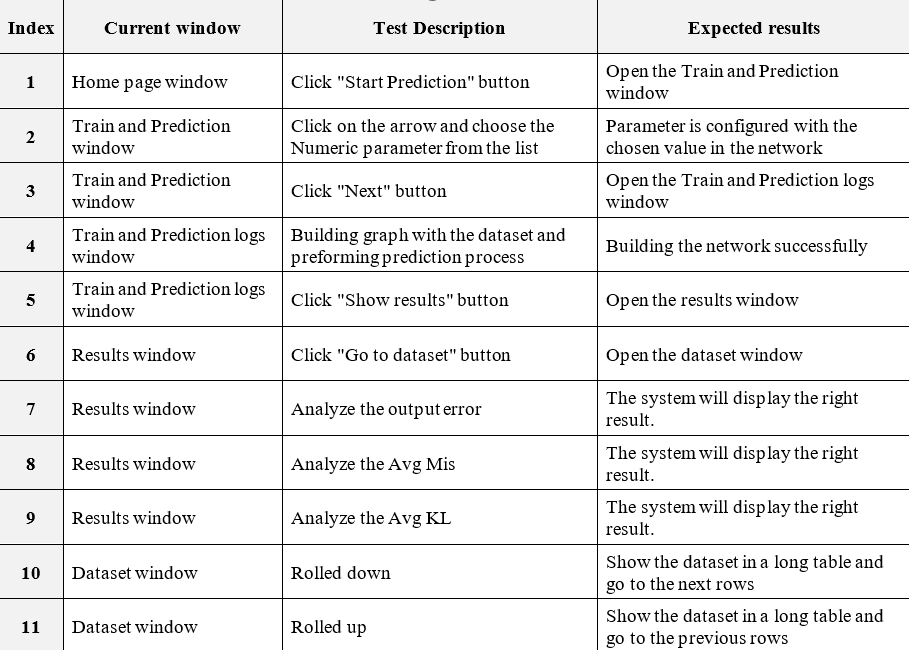 Index Current window Test Description Expected results
1 Home page window Click "Start Prediction" button Open the Train and Prediction
window
2 Train and Prediction
window Click on the arrow and choose the
Numeric parameter from the list Parameter is configured with the
chosen value in the network
3 Train and Prediction
window Click "Next" button Open the Train and Prediction logs
window
4 Train and Prediction logs
window Building graph with the dataset and
preforming prediction process Building the network successfully
5 Train and Prediction logs
window Click "Show results" button Open the results window
6 Results window Click "Go to dataset" button Open the dataset window
7 Results window Analyze the output error The system will display the right
result.
8 Results window Analyze the Avg Mis The system will display the right
result.
9 Results window Analyze the Avg KL The system will display the right
result.
10 Dataset window Rolled down Show the dataset in a long table and
go to the next rows
11 Dataset window Rolled up Show the dataset in a long table and
go to the previous rows